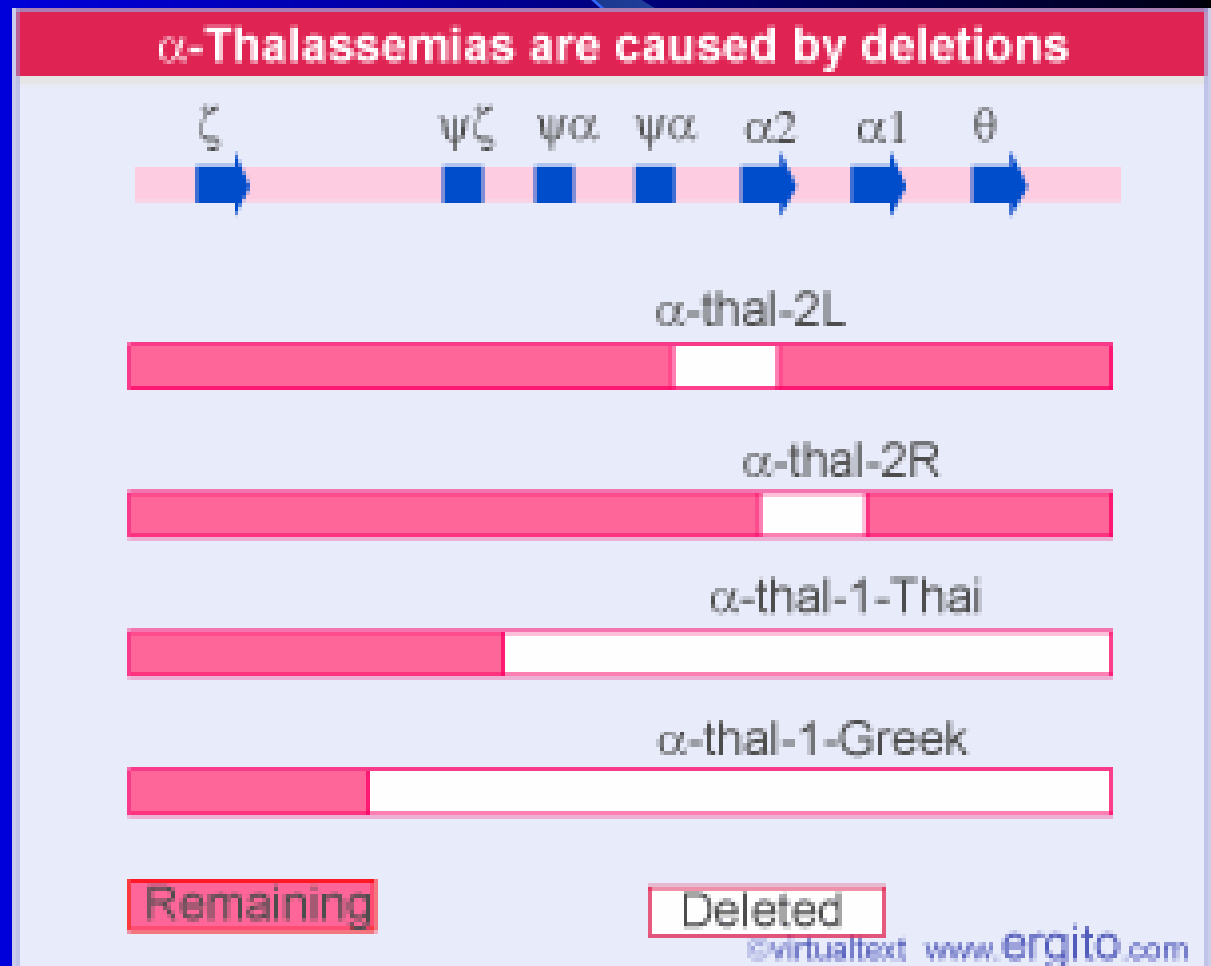 α-Thalassemias are caused by deletions
ζ ψζ ψα ψα α2 α1 θ
α-thal-2L
α-thal-2R
α-thal-1-Thai
α-thal-1-Greek
Remaining Deleted
©virtualtext www.ergito.com